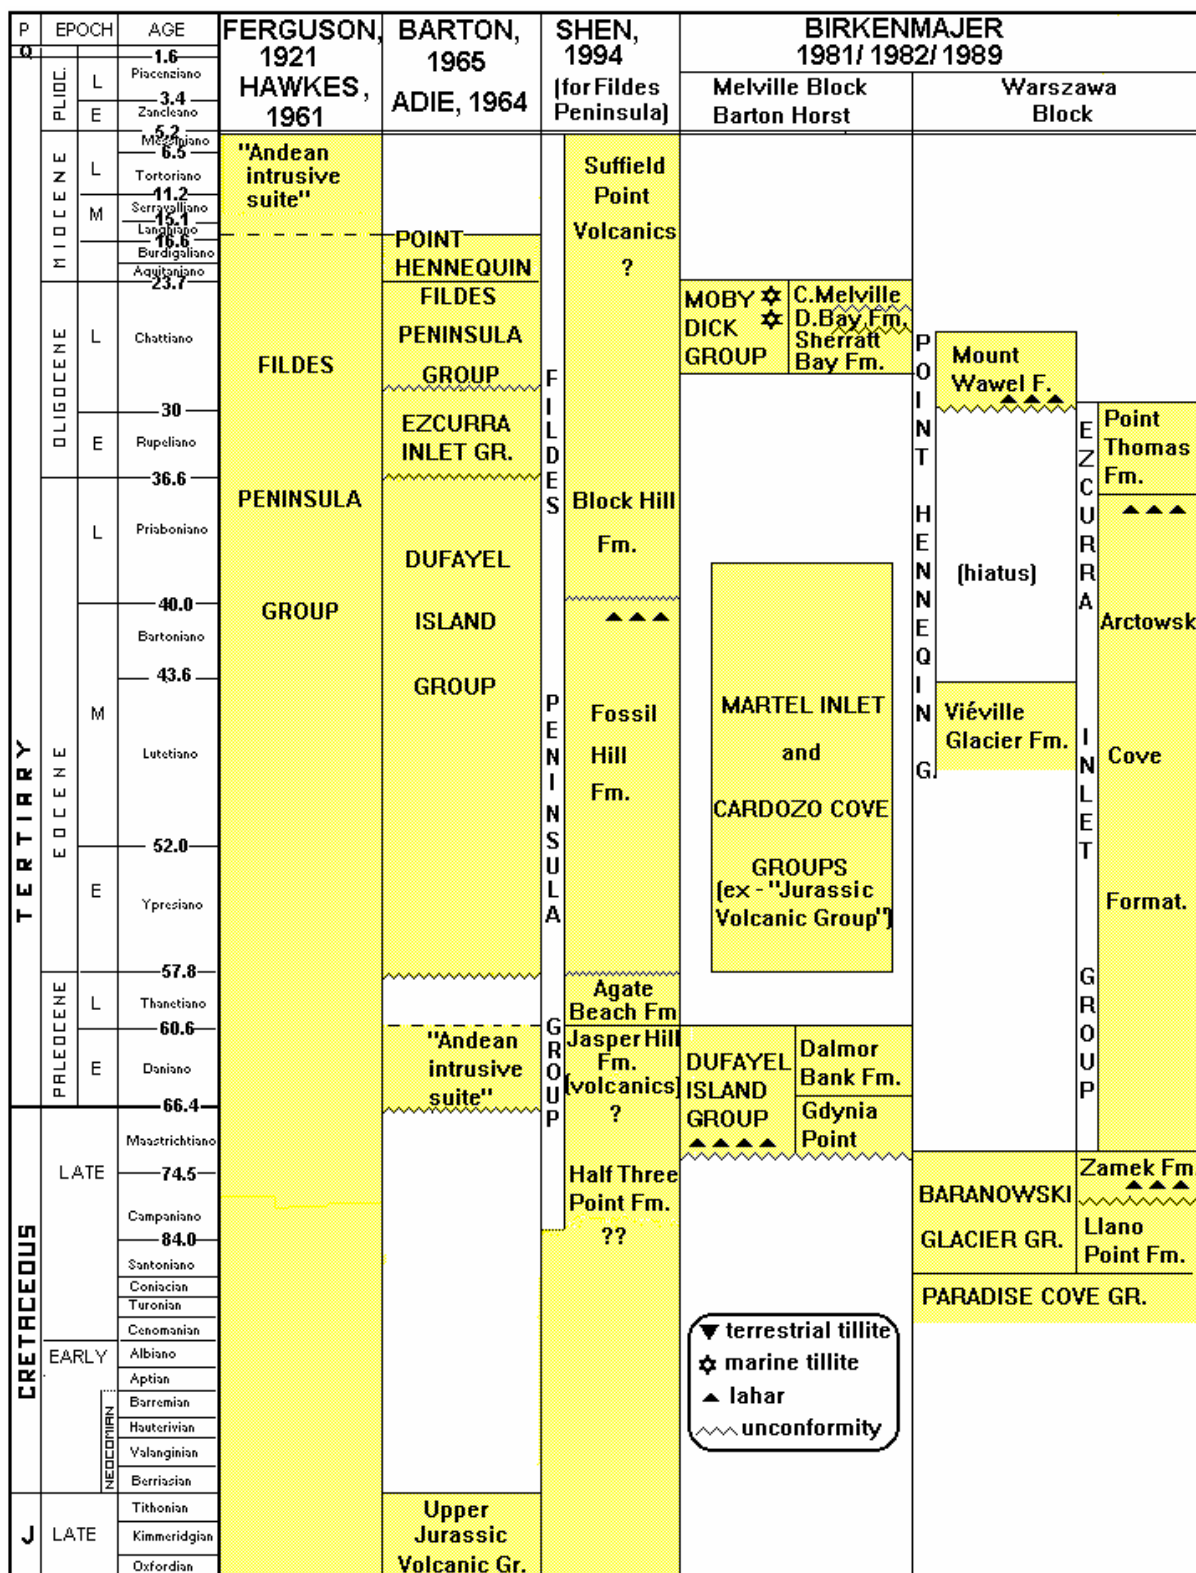 P EPOCH AGE
FERGUSON,
1921
HAWKES,
1961
BARTON,
1965
ADIE, 1964
SHEN,
1994
(for Fildes
Peninsula)
BIRKENMAJER
1981/ 1982/ 1989
Melville Block
Barton Horst
Warszawa
Block
Q
1.6
PLIOC.
L
Piacenziano
3.4
E
Zancleano
5.2
MIOCENE
L
Messiniano
6.5
Tortoriano
11.2
M
Serravalliano
15.1
Langhiano
16.6
Burdigaliano
Aquitaniano
23.7
OLIGOCENE
L
Chattiano
30
E
Rupeliano
36.6
TERTIARY
EOCENE
L
Priaboniano
40.0
Bartoniano
43.6
M
Lutetiano
52.0
E
Ypresiano
57.8
PALEOCENE
L
Thanetiano
60.6
E
Daniano
66.4
CRETACEOUS
LATE
Maastrichtiano
74.5
Campaniano
84.0
Santoniano
Coniacian
Turonian
Cenomanian
EARLY
Albiano
Aptian
NEOCOMIAN
Barremian
Hauterivian
Valanginian
Berriasian
J
LATE
Tithonian
Kimmeridgian
Oxfordian
"Andean
intrusive
suite"
FILDES
PENINSULA
GROUP
POINT
HENNEQUIN
FILDES
PENINSULA
GROUP
EZCURRA
INLET GR.
DUFAYEL
ISLAND
GROUP
"Andean
intrusive
suite"
Upper
Jurassic
Volcanic Gr.
FILDES PENINSULA GROUP
Suffield
Point
Volcanics
?
Block Hill
Fm.
Fossil
Hill
Fm.
Agate
Beach Fm
Jasper Hill
Fm.
(volcanics)
?
Half Three
Point Fm.
??
MOBY
DICK
GROUP
C.Melville
D.Bay Fm.
Sherratt
Bay Fm.
MARTEL INLET
and
CARDOZO COVE
GROUPS
(ex - "Jurassic
Volcanic Group")
DUFAYEL
ISLAND
GROUP
Dalmor
Bank Fm.
Gdynia
Point
POINT HENNEQIN G.
Mount
Wawel F.
(hiatus)
Viéville
Glacier Fm.
EZCURRA INLET GROUP
Point
Thomas
Fm.
Arctowsk
Cove
Format.
BARANOWSKI
GLACIER GR.
Zamek Fm.
Llano
Point Fm.
PARADISE COVE GR.
terrestrial tillite
marine tillite
lahar
unconformity